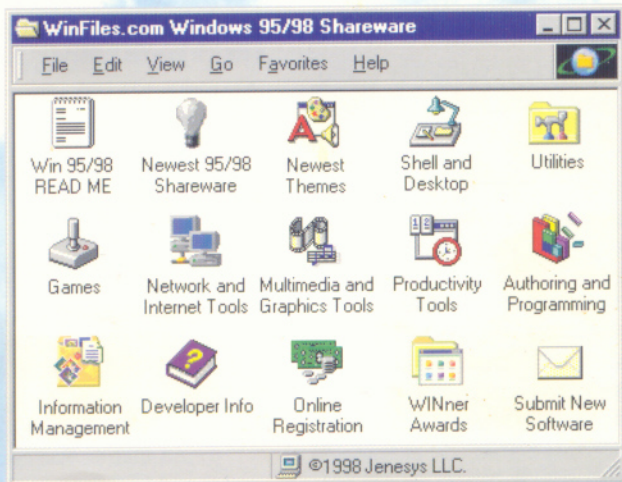 WinFiles.com Windows 95/98 Shareware
File Edit View Go Favorites Help
Win 95/98
READ ME
Newest 95/98
Shareware
Newest
Themes
Shell and
Desktop
Utilities
Games
Network and
Internet Tools
Multimedia and
Graphics Tools
Productivity
Tools
Authoring and
Programming
Information
Management
Developer Info
Online
Registration
WINner
Awards
Submit New
Software
©1998 Jenesys LLC.